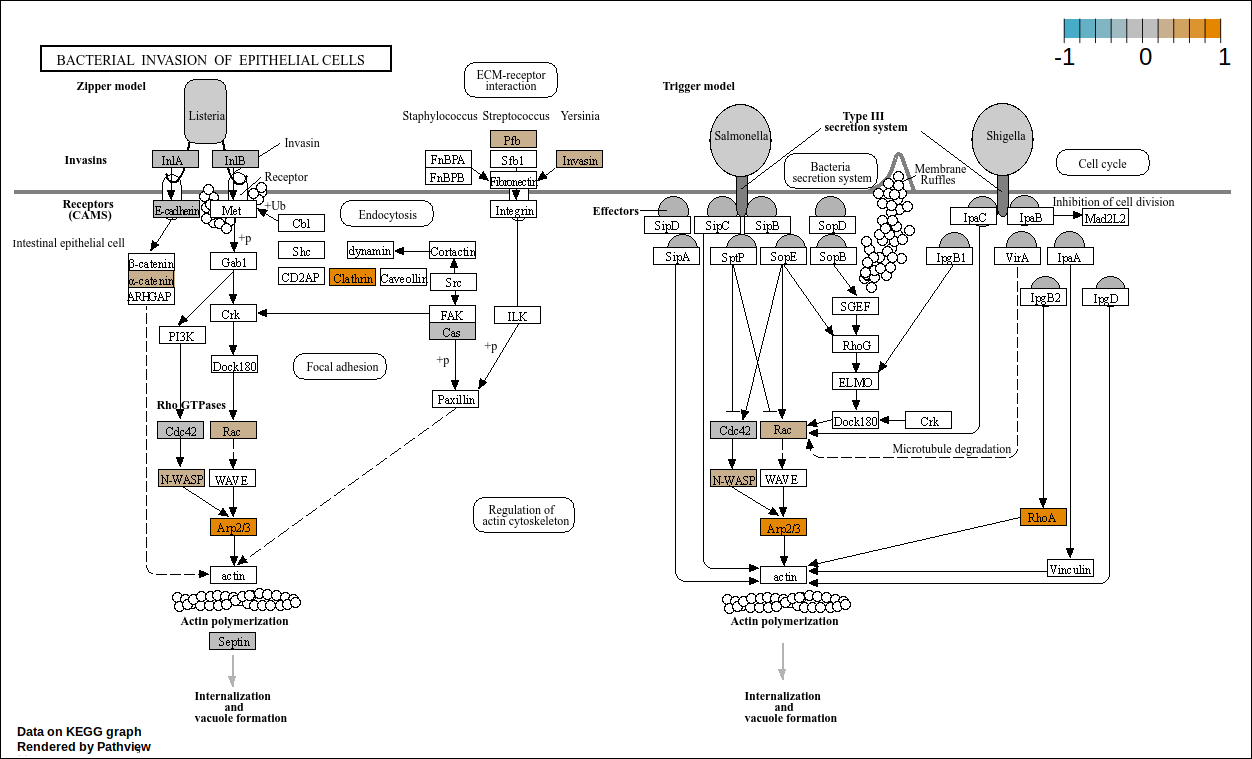 -1 0 1
BACTERIAL INVASION OF EPITHELIAL CELLS
Zipper model
ECM-receptor
interaction
Trigger model
Listeria
Staphylococcus Streptococcus Yersinia
Salmonella
Type III
secretion system
Shigella
Invasin
Pfb
Invasins
InlA
InlB
FnBPA
Sfb1
Invasin
Bacteria
secretion system
Membrane
Ruffles
Cell cycle
FnBPB
Fibronectin
Receptor
Receptors
(CAMS)
E-cadherin
Met
+Ub
Integrin
Endocytosis
Cbl
Effectors
SipD
SipC
SipB
SopD
IpaC
IpaB
Inhibition of cell division
Mad2L2
Intestinal epithelial cell
+p
Shc
dynamin
Cortactin
SipA
SptP
SopE
SopB
IpgB1
VirA
IpaA
β-catenin
α-catenin
ARHGAP
Gab1
CD2AP
Clathrin
Caveollin
Src
IpgB2
IpgD
SGEF
Crk
FAK
Cas
ILK
PI3K
RhoG
+p
+p
Dock180
Focal adhesion
ELMO
Paxillin
Rho GTPases
Cdc42
Rac
Cdc42
Rac
Dock180
Crk
Microtubule degradation
N-WASP
WAVE
N-WASP
WAVE
Regulation of
actin cytoskeleton
Arp2/3
Arp2/3
RhoA
actin
actin
Vinculin
Actin polymerization
Actin polymerization
Septin
Internalization
and
vacuole formation
Internalization
and
vacuole formation
Data on KEGG graph
Rendered by Pathview